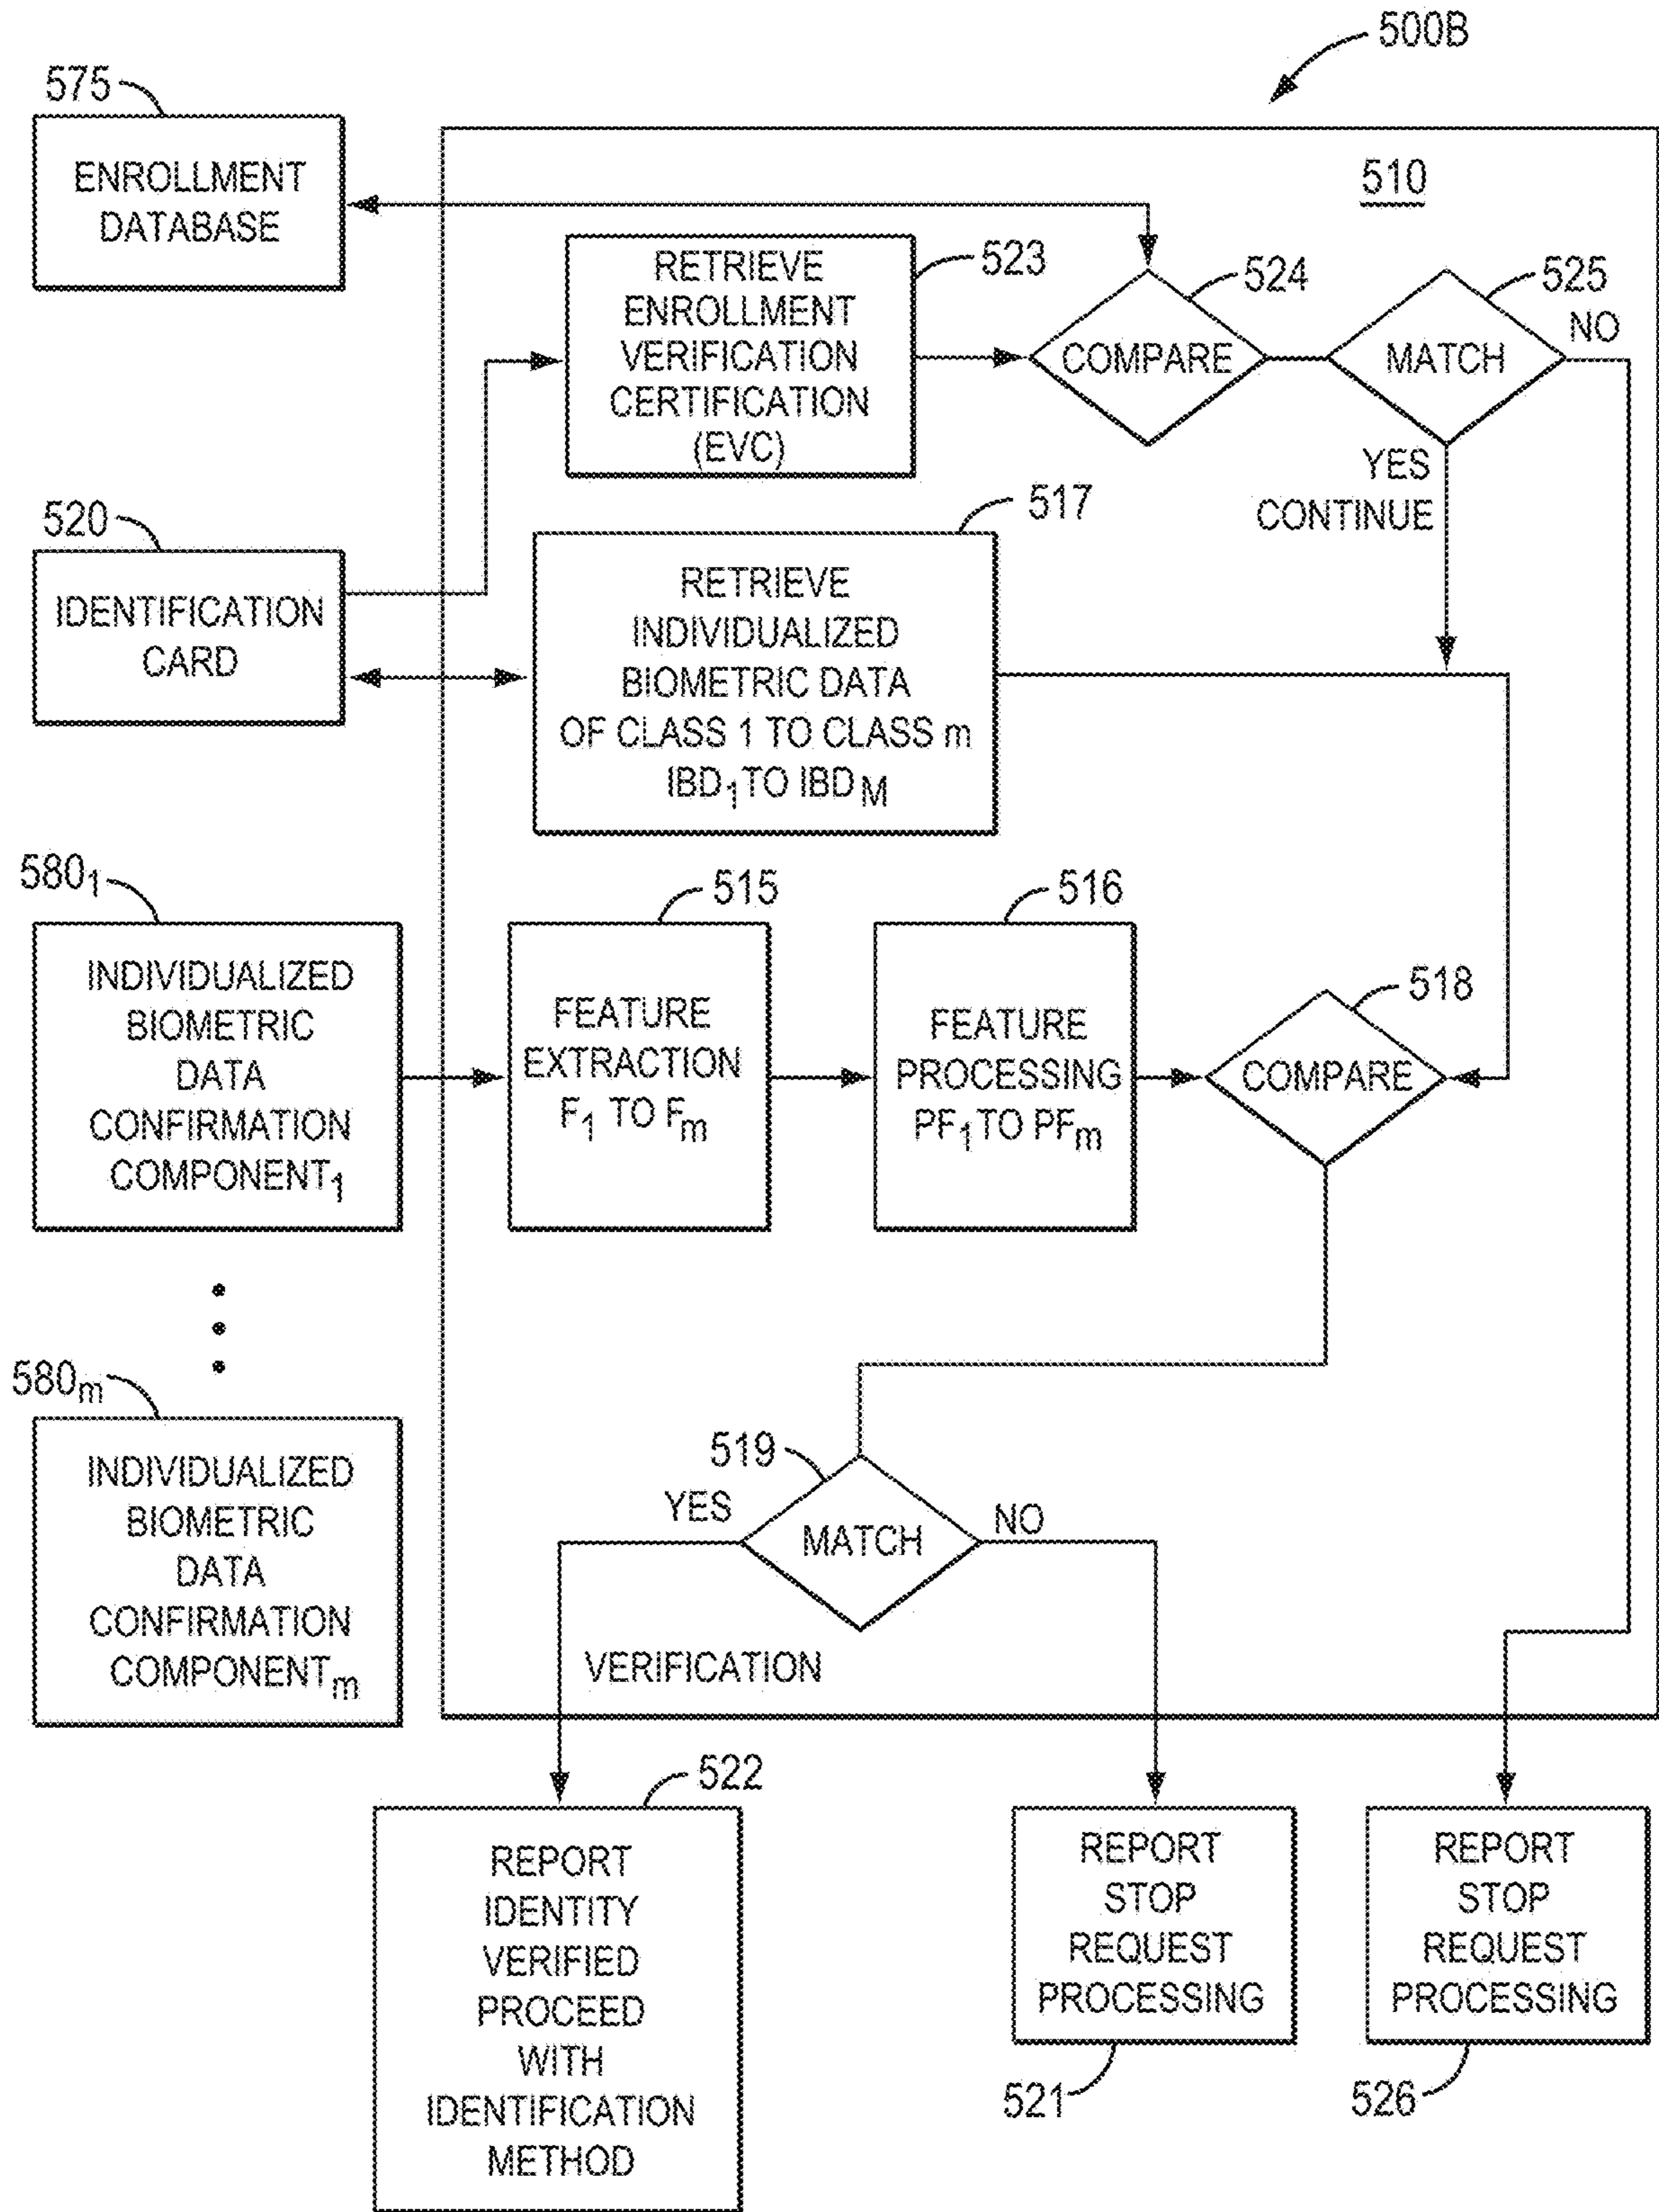 500B
575
ENROLLMENT
DATABASE
510
RETRIEVE
ENROLLMENT
VERIFICATION
CERTIFICATION
(EVC)
523
COMPARE
524
MATCH
525
NO
YES
CONTINUE
520
IDENTIFICATION
CARD
517
RETRIEVE
INDIVIDUALIZED
BIOMETRIC DATA
OF CLASS 1 TO CLASS m
IBD₁ TO IBD_M
580₁
INDIVIDUALIZED
BIOMETRIC
DATA
CONFIRMATION
COMPONENT₁
515
FEATURE
EXTRACTION
F₁ TO Fₘ
516
FEATURE
PROCESSING
PF₁ TO PFₘ
518
COMPARE
580ₘ
INDIVIDUALIZED
BIOMETRIC
DATA
CONFIRMATION
COMPONENTₘ
519
YES
MATCH
NO
VERIFICATION
522
REPORT
IDENTITY
VERIFIED
PROCEED
WITH
IDENTIFICATION
METHOD
REPORT
STOP
REQUEST
PROCESSING
521
REPORT
STOP
REQUEST
PROCESSING
526